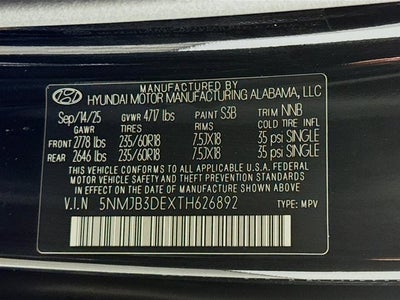 MANUFACTURED BY
HYUNDAI MOTOR MANUFACTURING ALABAMA, LLC
Sep/14/25 GVWR 4717 lbs PAINT S3B TRIM NNB
GAWR TIRES RIMS COLD TIRE INFL
FRONT 2778 lbs 235/60R18 7.5JX18 35 psi SINGLE
REAR 2646 lbs 235/60R18 7.5JX18 35 psi SINGLE
THIS VEHICLE CONFORMS TO ALL APPLICABLE U.S.A. FEDERAL
MOTOR VEHICLE SAFETY AND THEFT PREVENTION STANDARDS
IN EFFECT ON THE DATE OF MANUFACTURE SHOWN ABOVE.
V.I.N 5NMJB3DEXTH626892 TYPE: MPV